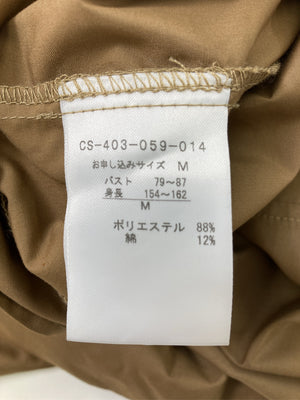 CS-403-059-014
お申し込みサイズ M
バスト 79～87
身長 154～162
M
ポリエステル 88%
綿 12%